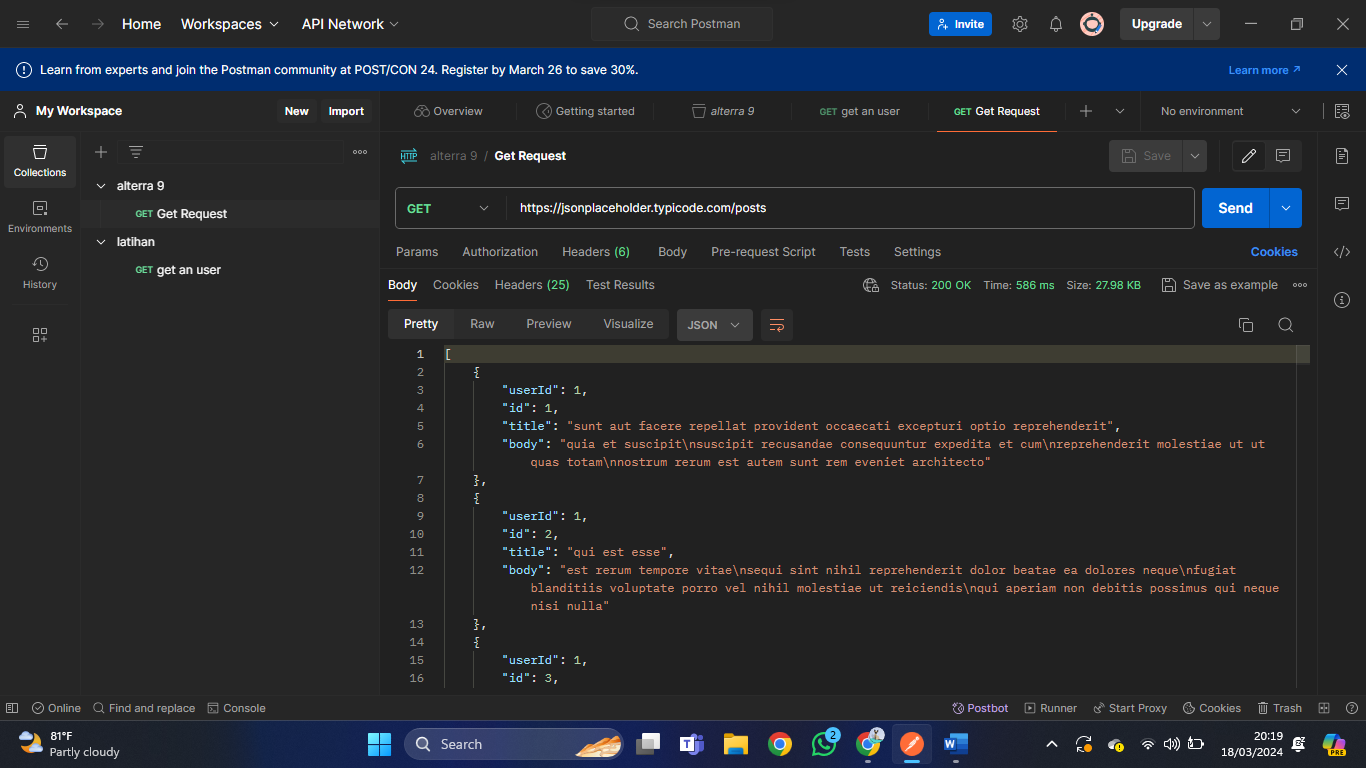 Home
Workspaces
API Network
Search Postman
Invite
Upgrade
Learn from experts and join the Postman community at POST/CON 24. Register by March 26 to save 30%.
Learn more
My Workspace
New
Import
Overview
Getting started
alterra 9
GET get an user
GET Get Request
No environment
Collections
Environments
History
alterra 9
GET Get Request
latihan
GET get an user
HTTP
alterra 9 / Get Request
Save
GET
https://jsonplaceholder.typicode.com/posts
Send
Params
Authorization
Headers (6)
Body
Pre-request Script
Tests
Settings
Cookies
Body
Cookies
Headers (25)
Test Results
Status: 200 OK
Time: 586 ms
Size: 27.98 KB
Save as example
Pretty
Raw
Preview
Visualize
JSON
1 [
2 {
3 "userId": 1,
4 "id": 1,
5 "title": "sunt aut facere repellat provident occaecati excepturi optio reprehenderit",
6 "body": "quia et suscipit\nsuscipit recusandae consequuntur expedita et cum\nreprehenderit molestiae ut ut
quas totam\nnostrum rerum est autem sunt rem eveniet architecto"
7 },
8 {
9 "userId": 1,
10 "id": 2,
11 "title": "qui est esse",
12 "body": "est rerum tempore vitae\nsequi sint nihil reprehenderit dolor beatae ea dolores neque\nfugiat
blanditiis voluptate porro vel nihil molestiae ut reiciendis\nqui aperiam non debitis possimus qui neque
nisi nulla"
13 },
14 {
15 "userId": 1,
16 "id": 3,
Online
Find and replace
Console
Postbot
Runner
Start Proxy
Cookies
Trash
81°F
Partly cloudy
Search
2
20:19
18/03/2024
PRE